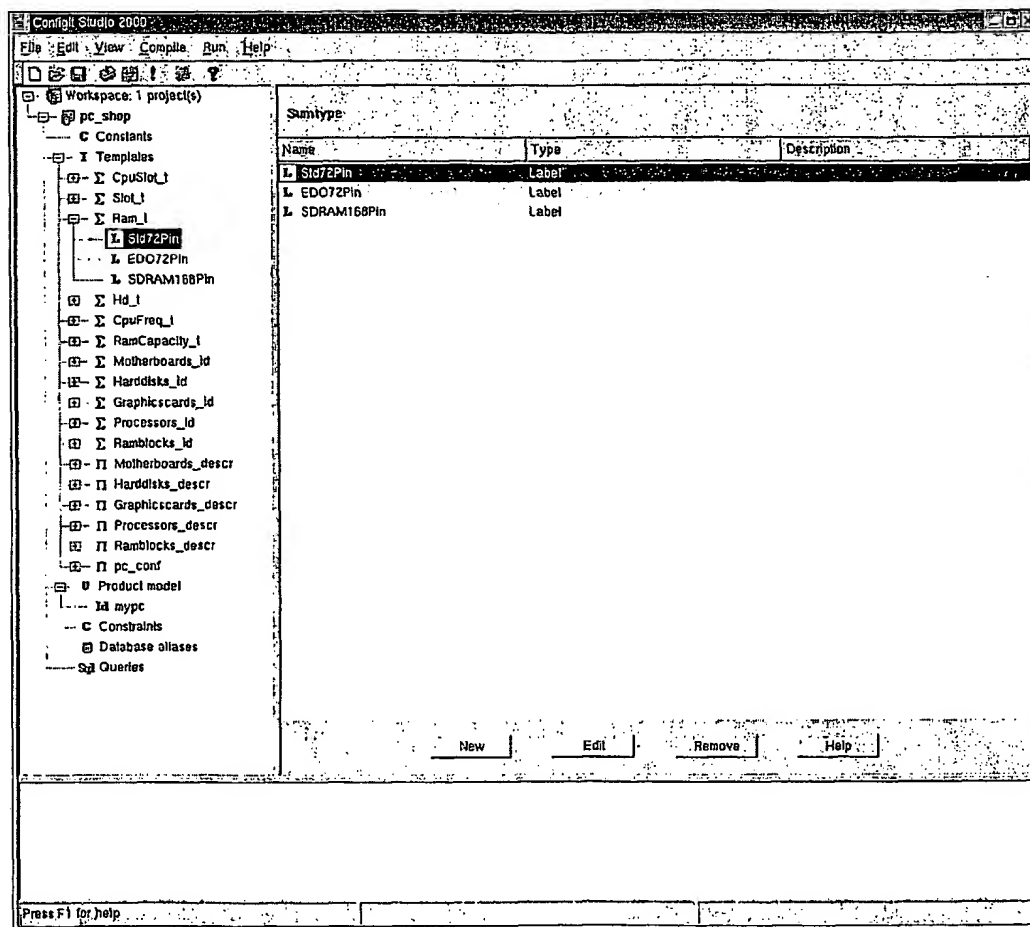 Configit Studio 2000
File Edit View Compile Run Help
Workspace: 1 project(s)
pc_shop
C Constants
T Templates
Σ CpuSlot_t
Σ Slot_t
Σ Ram_t
L Std72Pin
L EDO72Pin
L SDRAM168Pin
Σ Hd_t
Σ CpuFreq_t
Σ RamCapacity_t
Σ Motherboards_id
Σ Harddisks_id
Σ Graphicscards_id
Σ Processors_id
Σ Ramblocks_id
Π Motherboards_descr
Π Harddisks_descr
Π Graphicscards_descr
Π Processors_descr
Π Ramblocks_descr
Π pc_conf
Product model
Id mypc
C Constraints
Database aliases
Sql Queries
Sumtype
Name Type Description
L Std72Pin Label
L EDO72Pin Label
L SDRAM168Pin Label
New Edit Remove Help
Press F1 for help